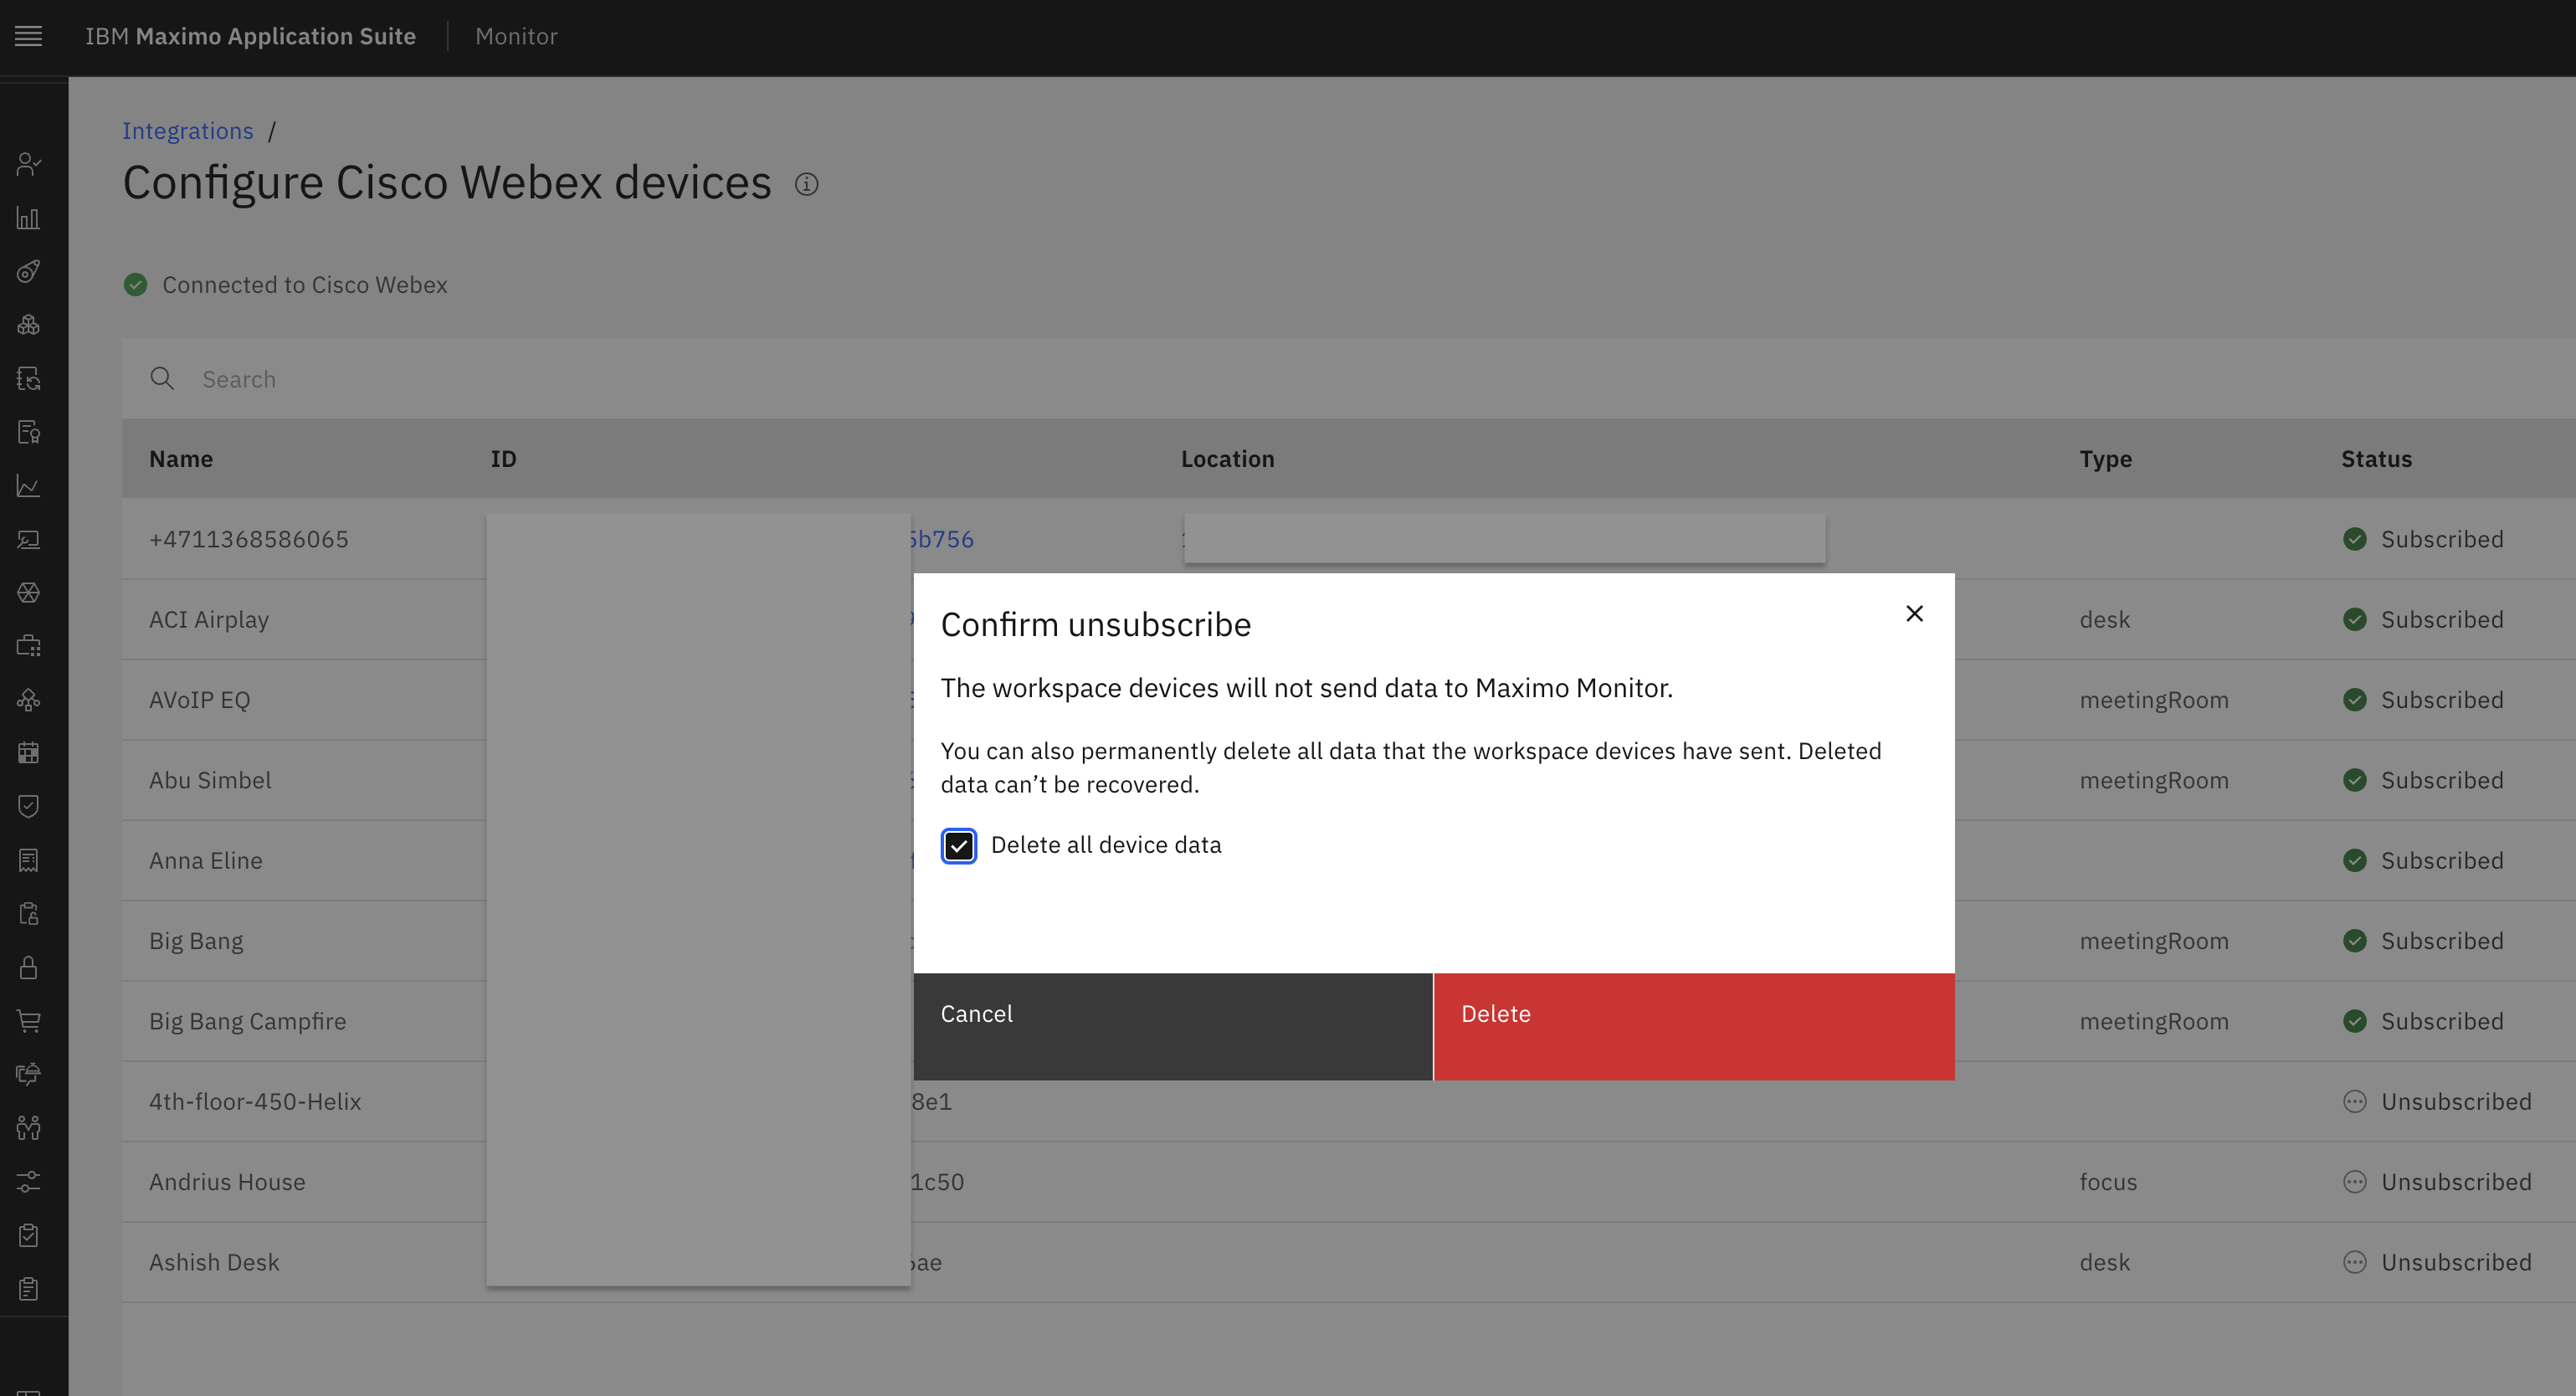 IBM Maximo Application Suite Monitor
Integrations /
Configure Cisco Webex devices
Connected to Cisco Webex
Search
Name ID Location Type Status
+4711368586065 5b756 Subscribed
ACI Airplay desk Subscribed
AVoIP EQ meetingRoom Subscribed
Abu Simbel meetingRoom Subscribed
Anna Eline Subscribed
Big Bang meetingRoom Subscribed
Big Bang Campfire meetingRoom Subscribed
4th-floor-450-Helix 8e1 Unsubscribed
Andrius House 1c50 focus Unsubscribed
Ashish Desk ae desk Unsubscribed
Confirm unsubscribe
The workspace devices will not send data to Maximo Monitor.
You can also permanently delete all data that the workspace devices have sent. Deleted
data can’t be recovered.
Delete all device data
Cancel Delete